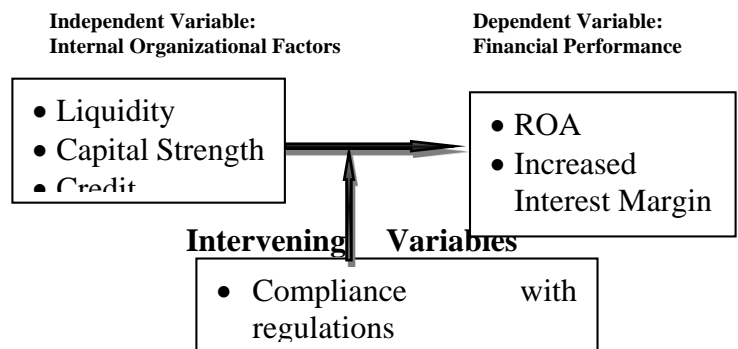 Independent Variable:
Internal Organizational Factors
Dependent Variable:
Financial Performance
• Liquidity
• Capital Strength
• Credit
• ROA
• Increased
Interest Margin
Intervening Variables
• Compliance with
regulations